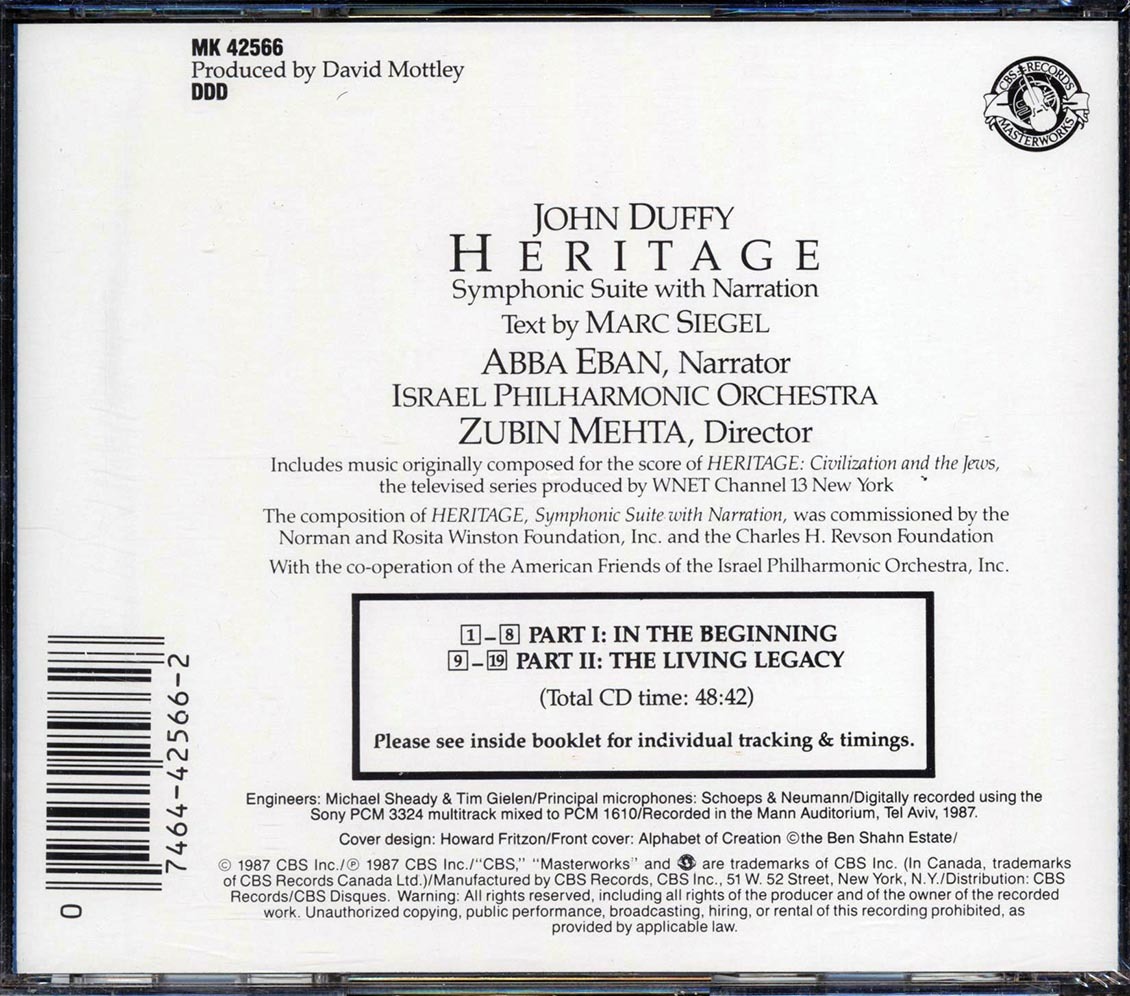 MK 42566
Produced by David Mottley
DDD
CBS RECORDS
MASTERWORKS
JOHN DUFFY
HERITAGE
Symphonic Suite with Narration
Text by MARC SIEGEL
ABBA EBAN, Narrator
ISRAEL PHILHARMONIC ORCHESTRA
ZUBIN MEHTA, Director
Includes music originally composed for the score of HERITAGE: Civilization and the Jews,
the televised series produced by WNET Channel 13 New York
The composition of HERITAGE, Symphonic Suite with Narration, was commissioned by the
Norman and Rosita Winston Foundation, Inc. and the Charles H. Revson Foundation
With the co-operation of the American Friends of the Israel Philharmonic Orchestra, Inc.
1–8 PART I: IN THE BEGINNING
9–19 PART II: THE LIVING LEGACY
(Total CD time: 48:42)
Please see inside booklet for individual tracking & timings.
7464-42566-2
0
Engineers: Michael Sheady & Tim Gielen/Principal microphones: Schoeps & Neumann/Digitally recorded using the
Sony PCM 3324 multitrack mixed to PCM 1610/Recorded in the Mann Auditorium, Tel Aviv, 1987.
Cover design: Howard Fritzon/Front cover: Alphabet of Creation ©the Ben Shahn Estate/
© 1987 CBS Inc./℗ 1987 CBS Inc./"CBS," "Masterworks" and are trademarks of CBS Inc. (In Canada, trademarks
of CBS Records Canada Ltd.)/Manufactured by CBS Records, CBS Inc., 51 W. 52 Street, New York, N.Y./Distribution: CBS
Records/CBS Disques. Warning: All rights reserved, including all rights of the producer and of the owner of the recorded
work. Unauthorized copying, public performance, broadcasting, hiring, or rental of this recording prohibited, as
provided by applicable law.